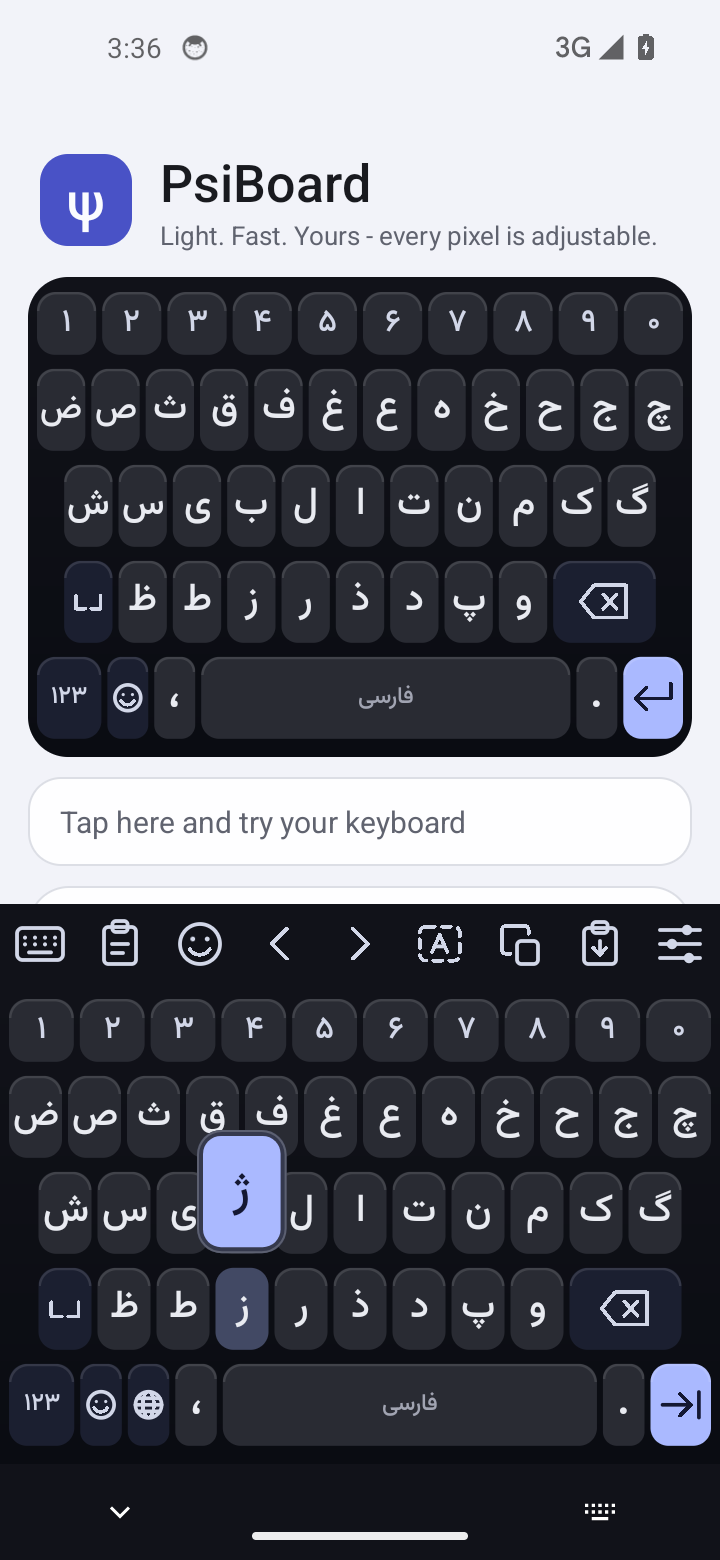 3:36
3G
ψ
PsiBoard
Light. Fast. Yours - every pixel is adjustable.
۱ ۲ ۳ ۴ ۵ ۶ ۷ ۸ ۹ ۰
ض ص ث ق ف غ ع ه خ ح ج چ
ش س ی ب ل ا ت ن م ک گ
ظ ط ز ر ذ د پ و
۱۲۳ ، فارسی .
Tap here and try your keyboard
A
۱ ۲ ۳ ۴ ۵ ۶ ۷ ۸ ۹ ۰
ض ص ث ق ف غ ع ه خ ح ج چ
ش س ی ژ ل ا ت ن م ک گ
ظ ط ز ر ذ د پ و
۱۲۳ ، فارسی .